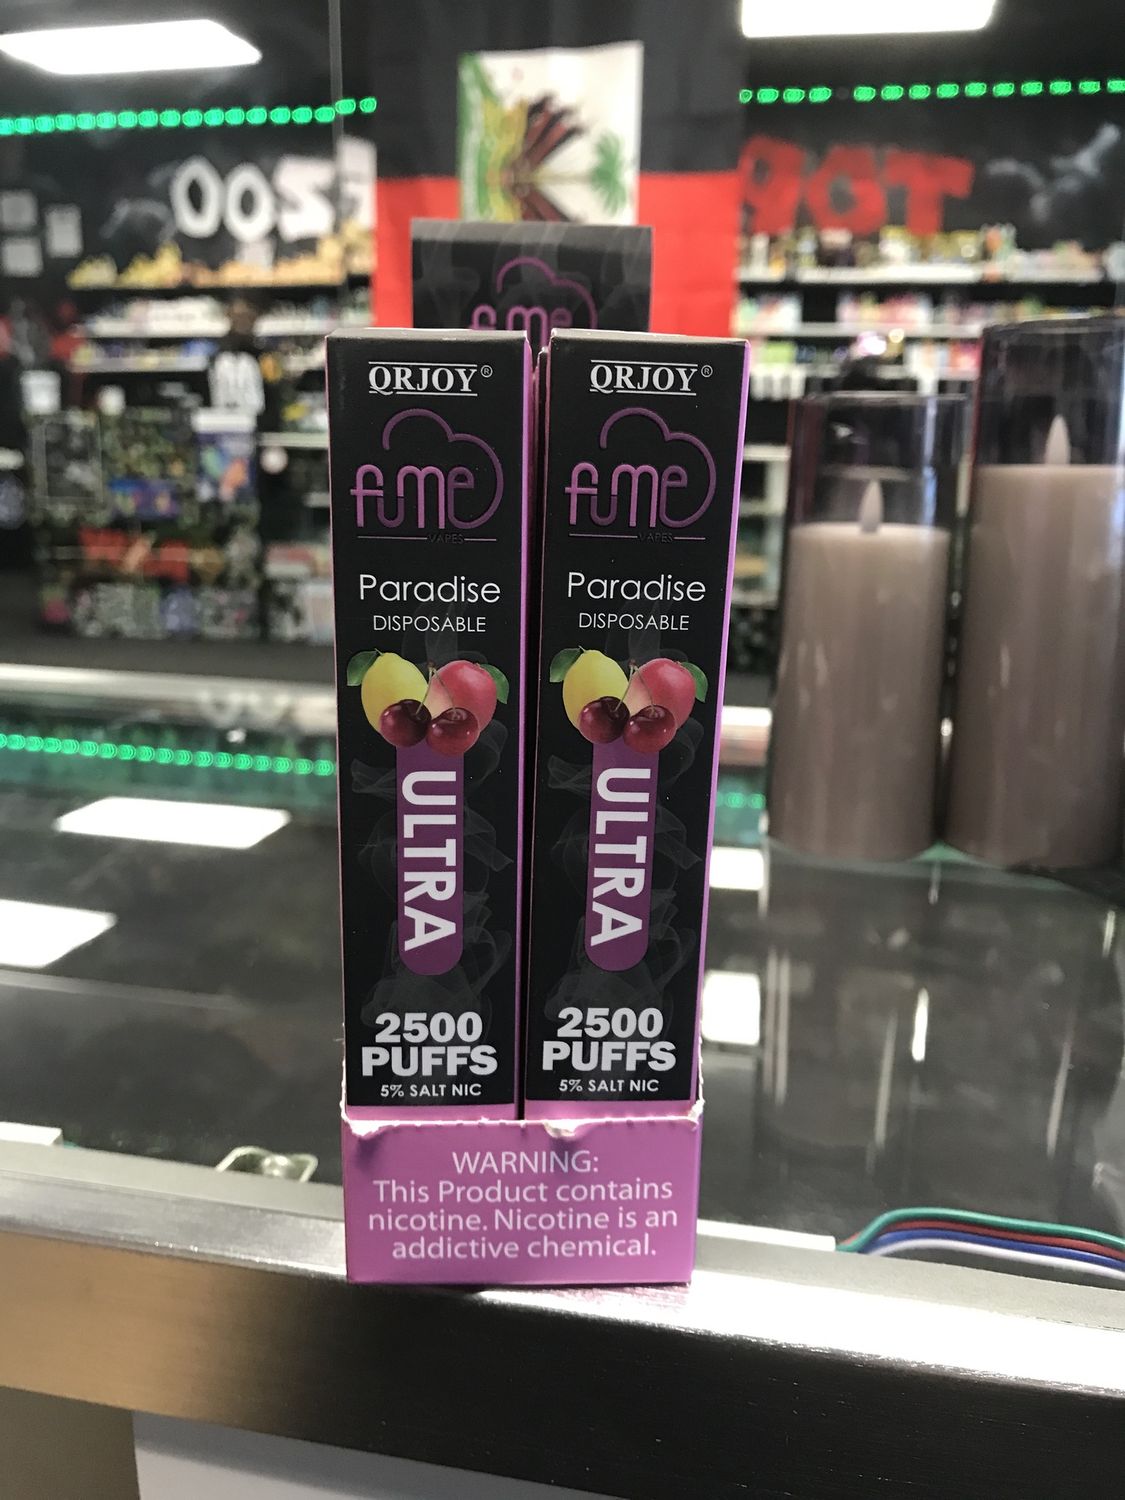 fume
QRJOY®
fume
VAPES
Paradise
DISPOSABLE
ULTRA
2500
PUFFS
5% SALT NIC
QRJOY®
fume
VAPES
Paradise
DISPOSABLE
ULTRA
2500
PUFFS
5% SALT NIC
WARNING:
This Product contains
nicotine. Nicotine is an
addictive chemical.